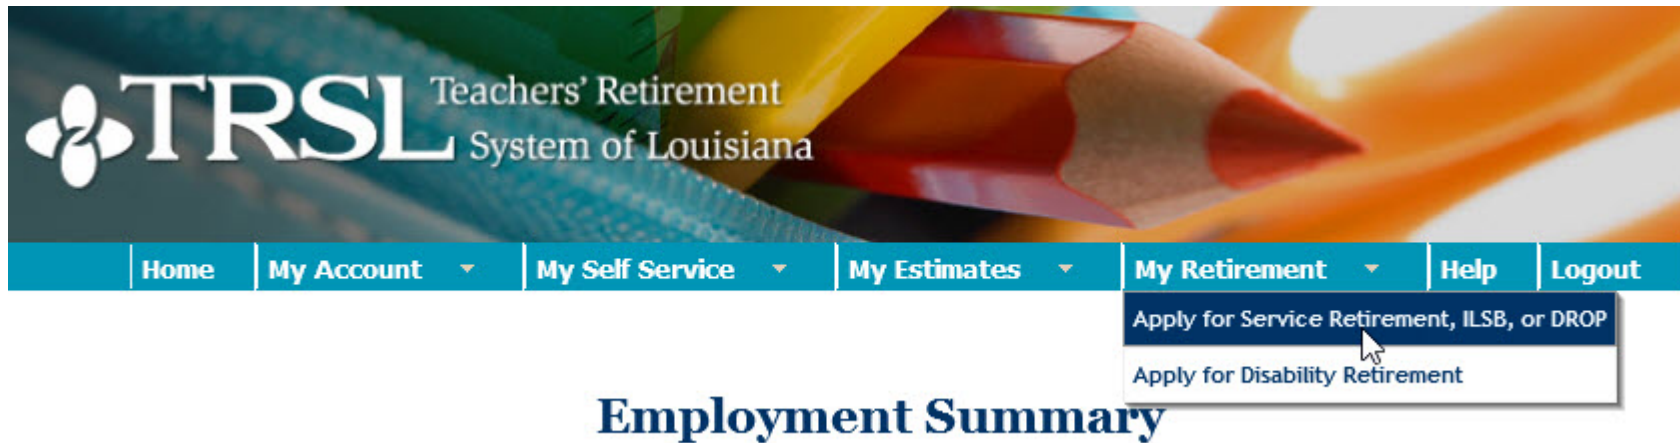 TRSL Teachers' Retirement
System of Louisiana
Home My Account My Self Service My Estimates My Retirement Help Logout
Apply for Service Retirement, ILSB, or DROP
Apply for Disability Retirement
Employment Summary